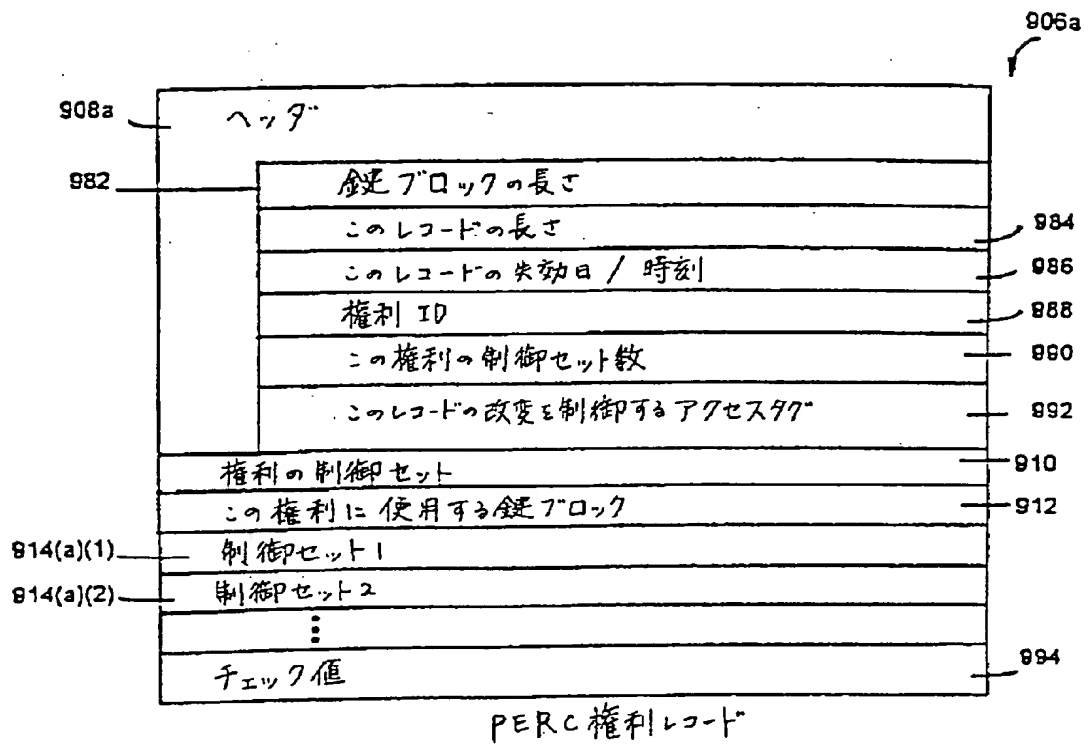 906a
908a ヘッダ
982 鍵ブロックの長さ
このレコードの長さ 984
このレコードの失効日 / 時刻 986
権利 ID 988
この権利の制御セット数 990
このレコードの改変を制御するアクセスタグ 992
権利の制御セット 910
この権利に使用する鍵ブロック 912
914(a)(1) 制御セット1
914(a)(2) 制御セット2
⋮
チェック値 994
PERC権利レコード